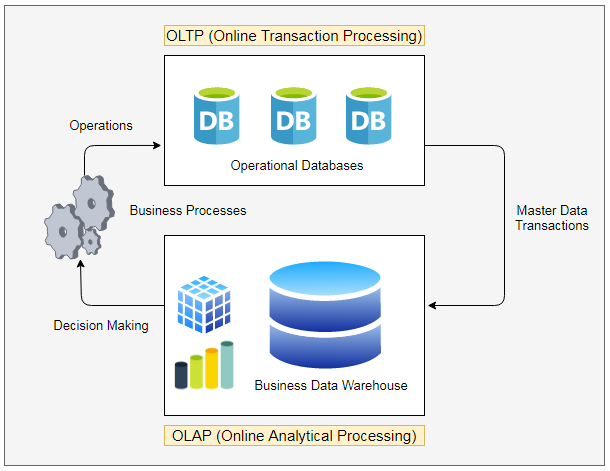 OLTP (Online Transaction Processing)
DB
DB
DB
Operational Databases
Operations
Business Processes
Master Data
Transactions
Decision Making
Business Data Warehouse
OLAP (Online Analytical Processing)